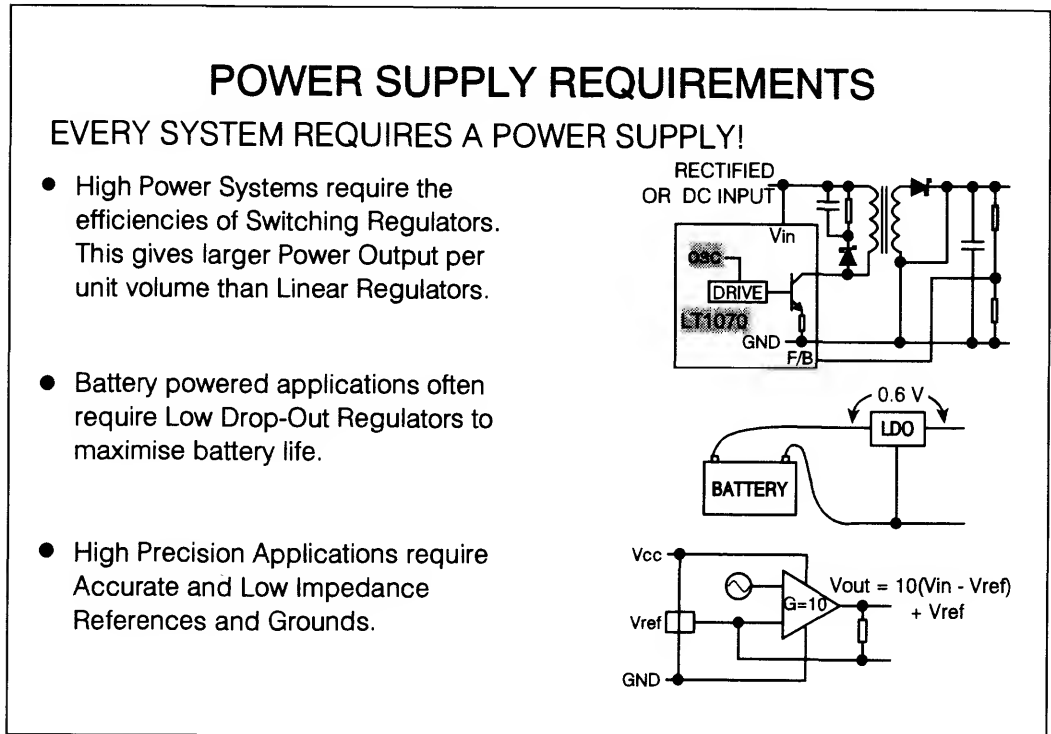 POWER SUPPLY REQUIREMENTS
EVERY SYSTEM REQUIRES A POWER SUPPLY!
● High Power Systems require the
efficiencies of Switching Regulators.
This gives larger Power Output per
unit volume than Linear Regulators.
RECTIFIED
OR DC INPUT
Vin
OSC
DRIVE
LT1070
GND
F/B
● Battery powered applications often
require Low Drop-Out Regulators to
maximise battery life.
0.6 V
LDO
BATTERY
● High Precision Applications require
Accurate and Low Impedance
References and Grounds.
Vcc
Vref
GND
G=10
Vout = 10(Vin - Vref)
+ Vref